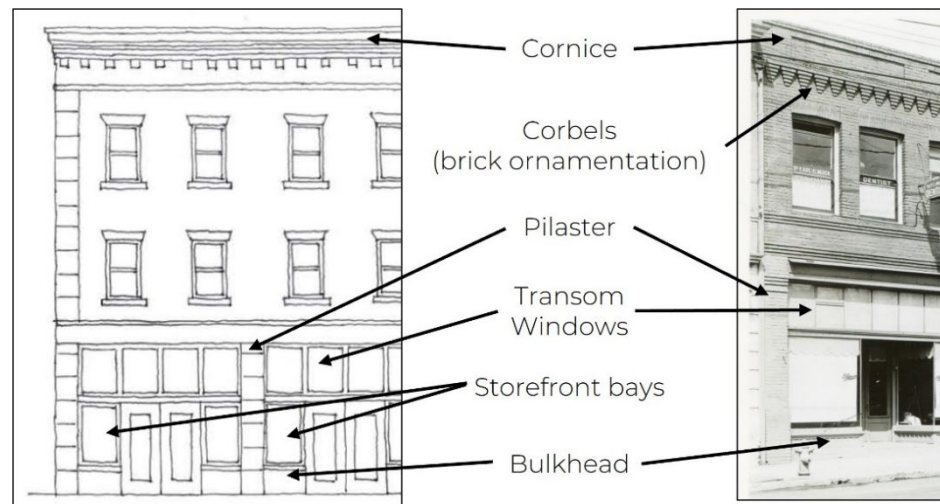 Cornice
Corbels
(brick ornamentation)
Pilaster
Transom
Windows
Storefront bays
Bulkhead
DENTIST